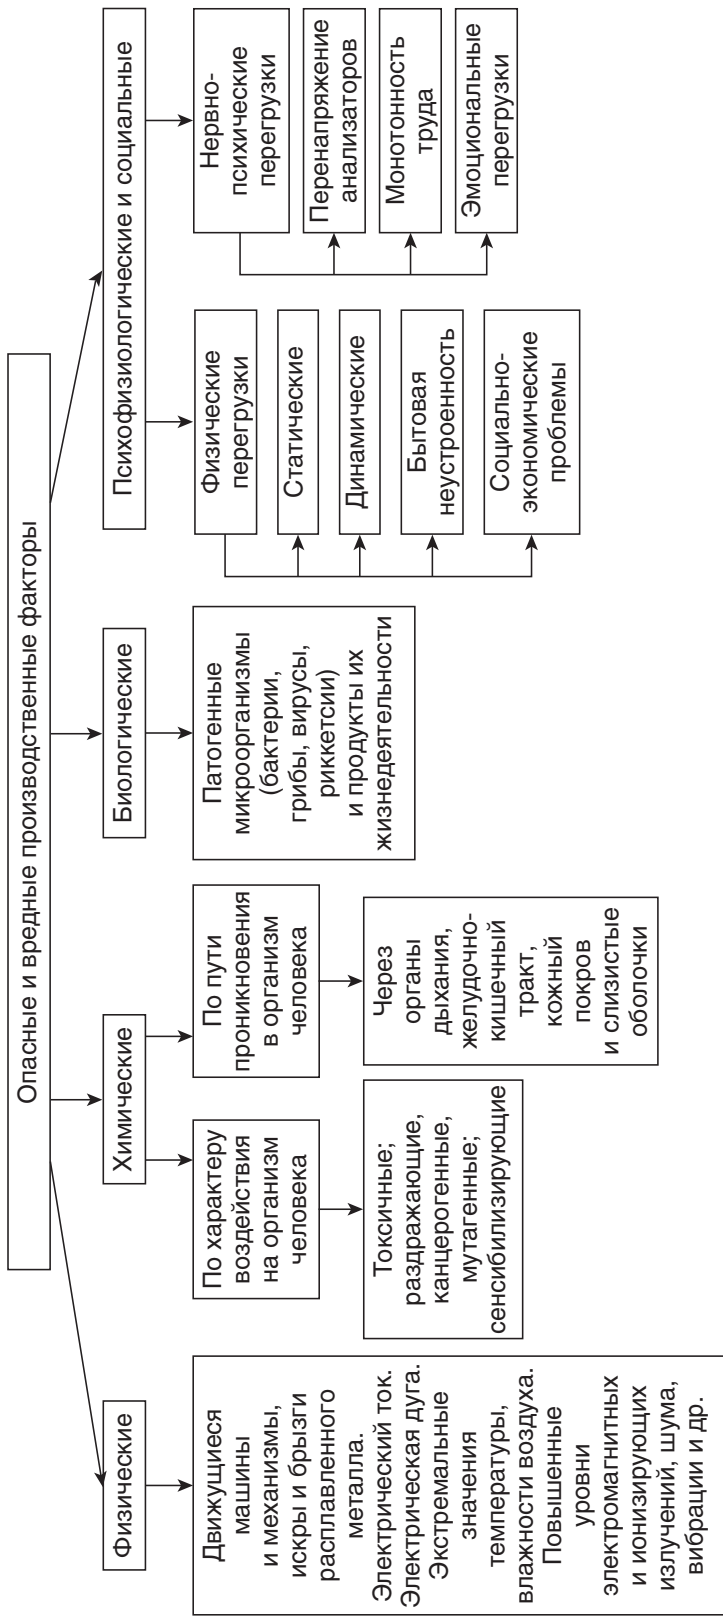 Опасные и вредные производственные факторы
Физические
Движущиеся
машины
и механизмы,
искры и брызги
расплавленного
металла.
Электрический ток.
Электрическая дуга.
Экстремальные
значения
температуры,
влажности воздуха.
Повышенные
уровни
электромагнитных
и ионизирующих
излучений, шума,
вибрации и др.
Химические
По характеру
воздействия
на организм
человека
Токсичные;
раздражающие,
канцерогенные,
мутагенные;
сенсибилизирующие
По пути
проникновения
в организм
человека
Через
органы
дыхания,
желудочно-
кишечный
тракт,
кожный
покров
и слизистые
оболочки
Биологические
Патогенные
микроорганизмы
(бактерии,
грибы, вирусы,
риккетсии)
и продукты их
жизнедеятельности
Психофизиологические и социальные
Физические
перегрузки
Статические
Динамические
Бытовая
неустроенность
Социально-
экономические
проблемы
Нервно-
психические
перегрузки
Перенапряжение
анализаторов
Монотонность
труда
Эмоциональные
перегрузки